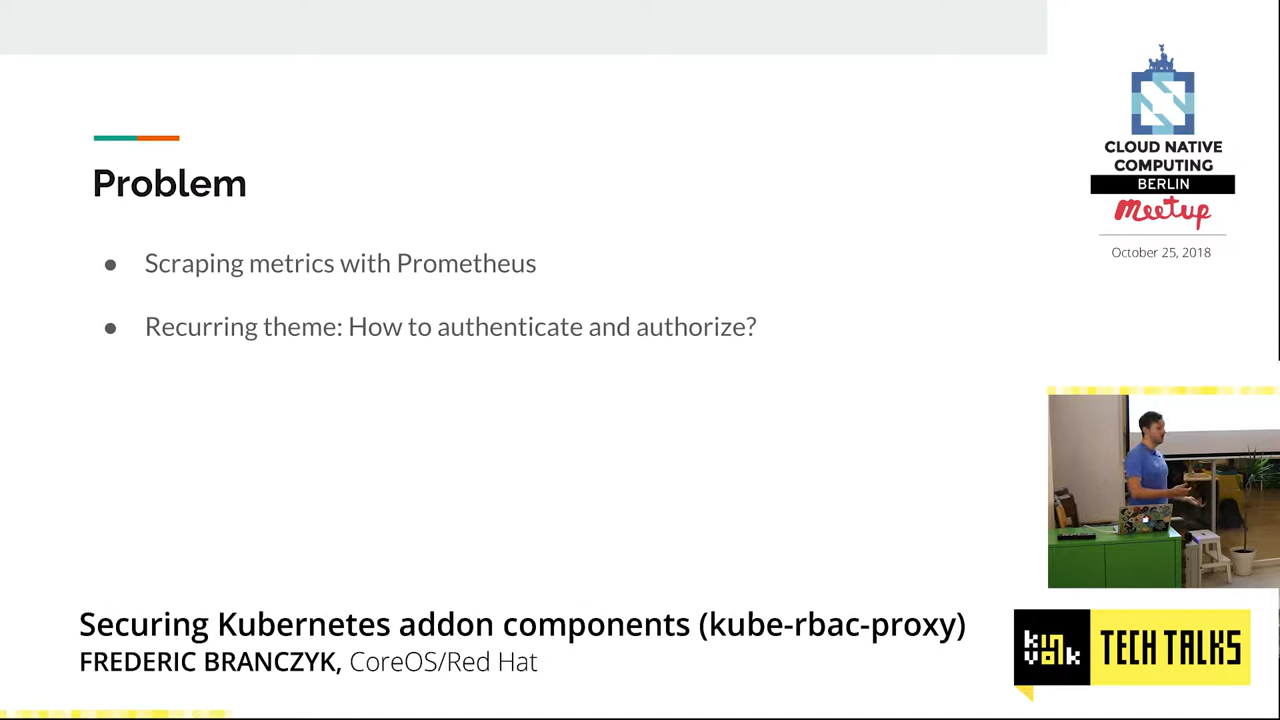 Problem
● Scraping metrics with Prometheus
● Recurring theme: How to authenticate and authorize?
CLOUD NATIVE
COMPUTING
BERLIN
meetup
October 25, 2018
Securing Kubernetes addon components (kube-rbac-proxy)
FREDERIC BRANCZYK, CoreOS/Red Hat
kinvolk
TECH TALKS